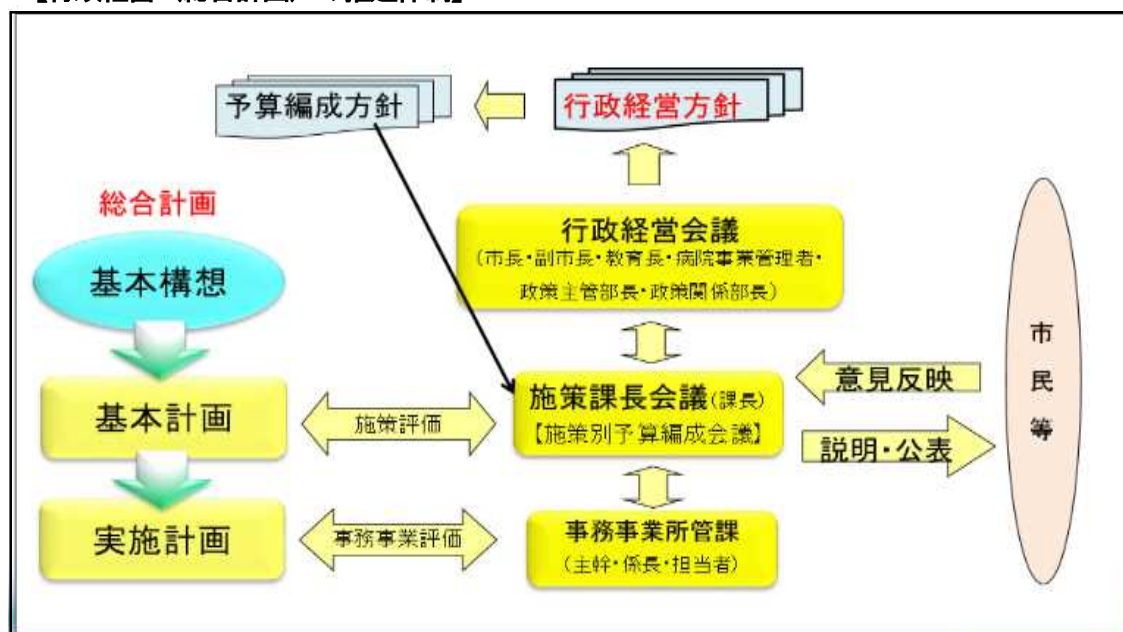 予算編成方針
行政経営方針
総合計画
基本構想
行政経営会議
(市長・副市長・教育長・病院事業管理者・
政策主管部長・政策関係部長)
基本計画
施策評価
施策課長会議(課長)
【施策別予算編成会議】
意見反映
説明・公表
市民等
実施計画
事務事業評価
事務事業所管課
(主幹・係長・担当者)